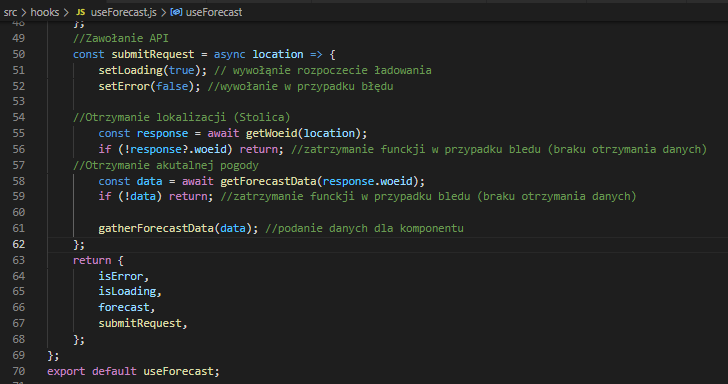 src > hooks > JS useForecast.js > useForecast
48 };
49 //Zawołanie API
50 const submitRequest = async location => {
51 setLoading(true); // wywołąnie rozpoczecie ładowania
52 setError(false); //wywołanie w przypadku błędu
53
54 //Otrzymanie lokalizacji (Stolica)
55 const response = await getWoeid(location);
56 if (!response?.woeid) return; //zatrzymanie funckji w przypadku bledu (braku otrzymania danych)
57 //Otrzymanie akutalnej pogody
58 const data = await getForecastData(response.woeid);
59 if (!data) return; //zatrzymanie funckji w przypadku bledu (braku otrzymania danych)
60
61 gatherForecastData(data); //podanie danych dla komponentu
62 };
63 return {
64 isError,
65 isLoading,
66 forecast,
67 submitRequest,
68 };
69 };
70 export default useForecast;